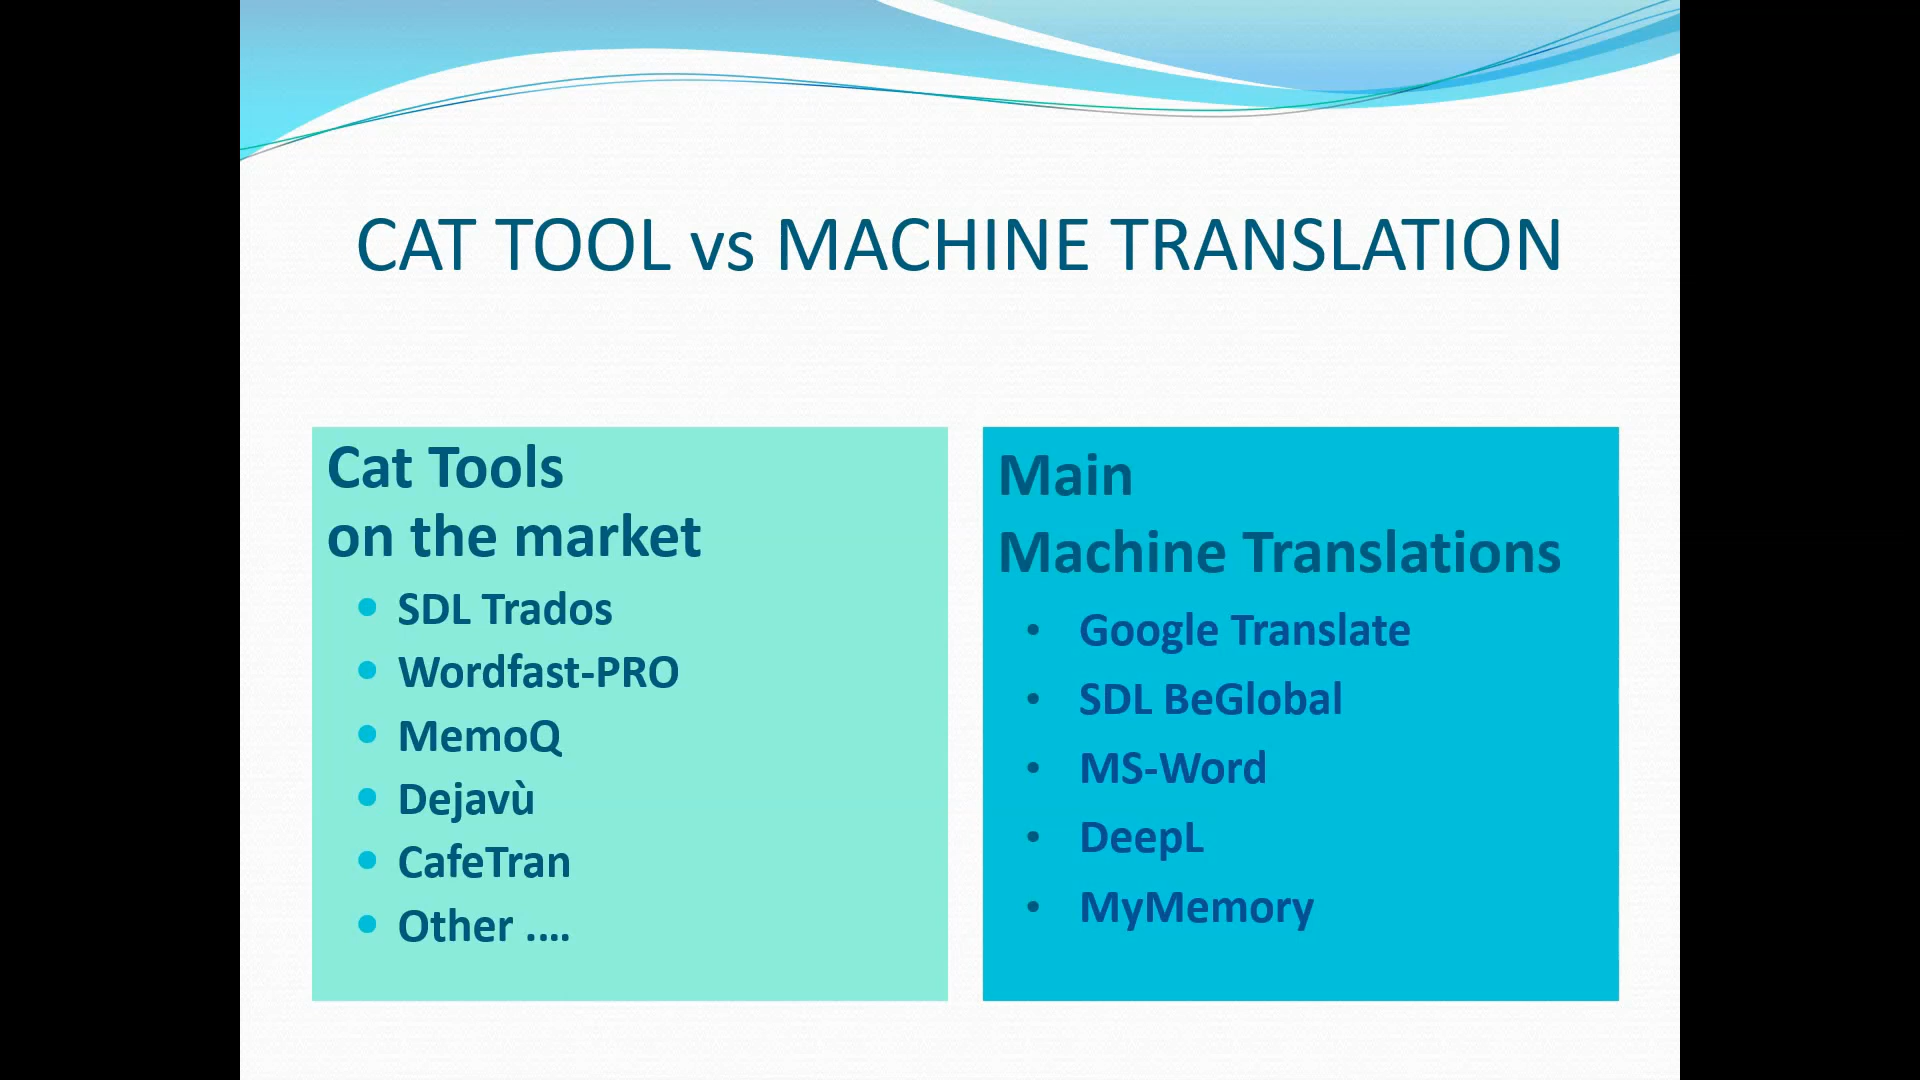 CAT TOOL vs MACHINE TRANSLATION
Cat Tools
on the market
SDL Trados
Wordfast-PRO
MemoQ
Dejavù
CafeTran
Other ….
Main
Machine Translations
Google Translate
SDL BeGlobal
MS-Word
DeepL
MyMemory